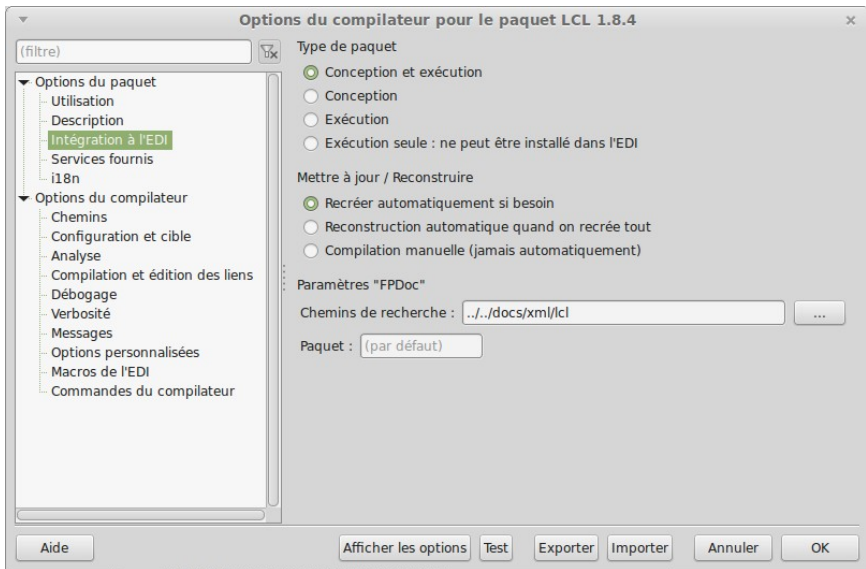 Options du compilateur pour le paquet LCL 1.8.4
(filtre)
Options du paquet
Utilisation
Description
Intégration à l'EDI
Services fournis
i18n
Options du compilateur
Chemins
Configuration et cible
Analyse
Compilation et édition des liens
Débogage
Verbosité
Messages
Options personnalisées
Macros de l'EDI
Commandes du compilateur
Type de paquet
Conception et exécution
Conception
Exécution
Exécution seule : ne peut être installé dans l'EDI
Mettre à jour / Reconstruire
Recréer automatiquement si besoin
Reconstruction automatique quand on recrée tout
Compilation manuelle (jamais automatiquement)
Paramètres "FPDoc"
Chemins de recherche : ../../docs/xml/lcl ...
Paquet : (par défaut)
Aide Afficher les options Test Exporter Importer Annuler OK